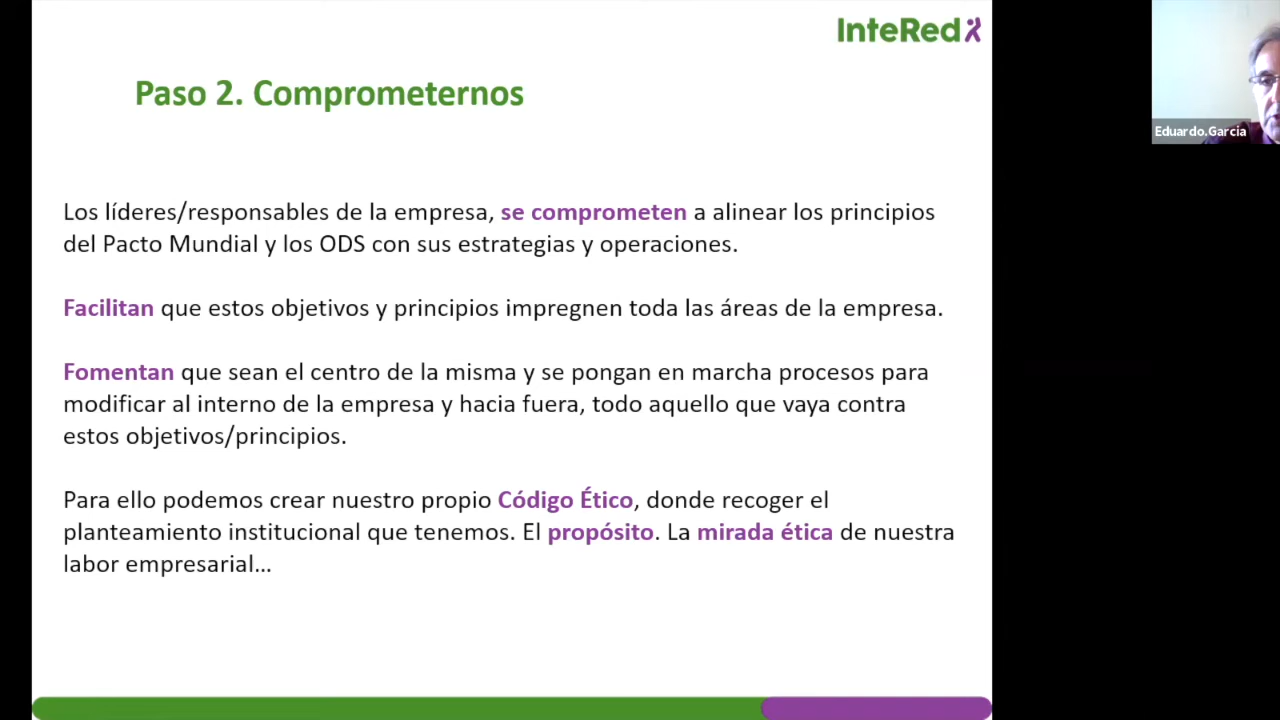 InteRed
Paso 2. Comprometernos
Eduardo.Garcia
Los líderes/responsables de la empresa, se comprometen a alinear los principios
del Pacto Mundial y los ODS con sus estrategias y operaciones.
Facilitan que estos objetivos y principios impregnen toda las áreas de la empresa.
Fomentan que sean el centro de la misma y se pongan en marcha procesos para
modificar al interno de la empresa y hacia fuera, todo aquello que vaya contra
estos objetivos/principios.
Para ello podemos crear nuestro propio Código Ético, donde recoger el
planteamiento institucional que tenemos. El propósito. La mirada ética de nuestra
labor empresarial...